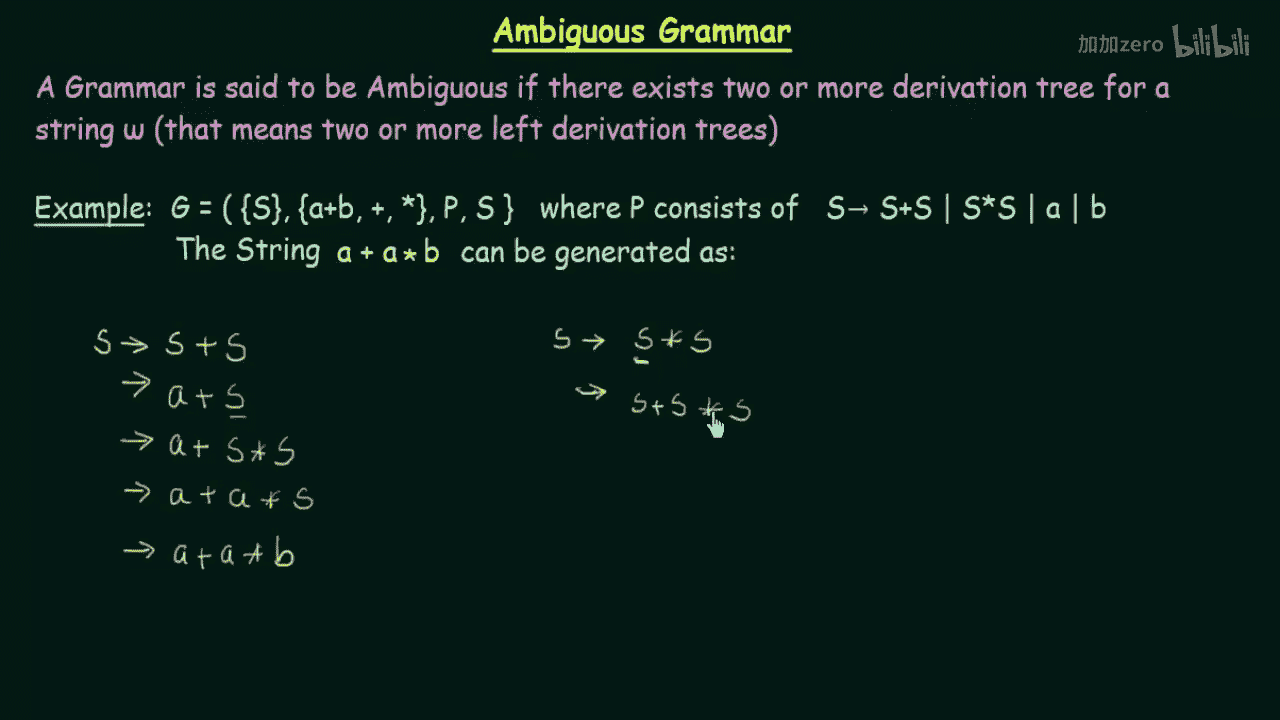 Ambiguous Grammar
加加zero bilibili
A Grammar is said to be Ambiguous if there exists two or more derivation tree for a
string w (that means two or more left derivation trees)
Example: G = ( {S}, {a+b, +, *}, P, S } where P consists of S→ S+S | S*S | a | b
The String a + a * b can be generated as:
S → S + S
→ a + S
→ a + S * S
→ a + a * S
→ a + a * b
S → S * S
→ S + S * S